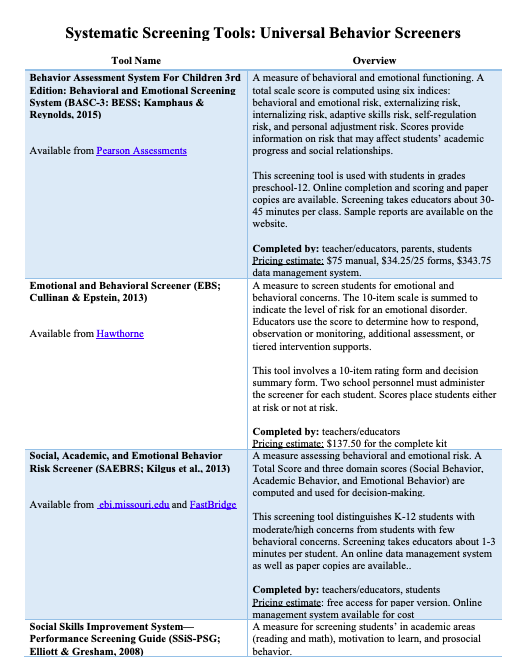 Systematic Screening Tools: Universal Behavior Screeners
Tool Name
Overview
Behavior Assessment System For Children 3rd
Edition: Behavioral and Emotional Screening
System (BASC-3: BESS; Kamphaus &
Reynolds, 2015)
Available from Pearson Assessments
A measure of behavioral and emotional functioning. A
total scale score is computed using six indices:
behavioral and emotional risk, externalizing risk,
internalizing risk, adaptive skills risk, self-regulation
risk, and personal adjustment risk. Scores provide
information on risk that may affect students’ academic
progress and social relationships.
This screening tool is used with students in grades
preschool-12. Online completion and scoring and paper
copies are available. Screening takes educators about 30-
45 minutes per class. Sample reports are available on the
website.
Completed by: teacher/educators, parents, students
Pricing estimate: $75 manual, $34.25/25 forms, $343.75
data management system.
Emotional and Behavioral Screener (EBS;
Cullinan & Epstein, 2013)
Available from Hawthorne
A measure to screen students for emotional and
behavioral concerns. The 10-item scale is summed to
indicate the level of risk for an emotional disorder.
Educators use the score to determine how to respond,
observation or monitoring, additional assessment, or
tiered intervention supports.
This tool involves a 10-item rating form and decision
summary form. Two school personnel must administer
the screener for each student. Scores place students either
at risk or not at risk.
Completed by: teachers/educators
Pricing estimate: $137.50 for the complete kit
Social, Academic, and Emotional Behavior
Risk Screener (SAEBRS; Kilgus et al., 2013)
Available from ebi.missouri.edu and FastBridge
A measure assessing behavioral and emotional risk. A
Total Score and three domain scores (Social Behavior,
Academic Behavior, and Emotional Behavior) are
computed and used for decision-making.
This screening tool distinguishes K-12 students with
moderate/high concerns from students with few
behavioral concerns. Screening takes educators about 1-3
minutes per student. An online data management system
as well as paper copies are available..
Completed by: teachers/educators, students
Pricing estimate: free access for paper version. Online
management system available for cost
Social Skills Improvement System—
Performance Screening Guide (SSiS-PSG;
Elliott & Gresham, 2008)
A measure for screening students’ in academic areas
(reading and math), motivation to learn, and prosocial
behavior.